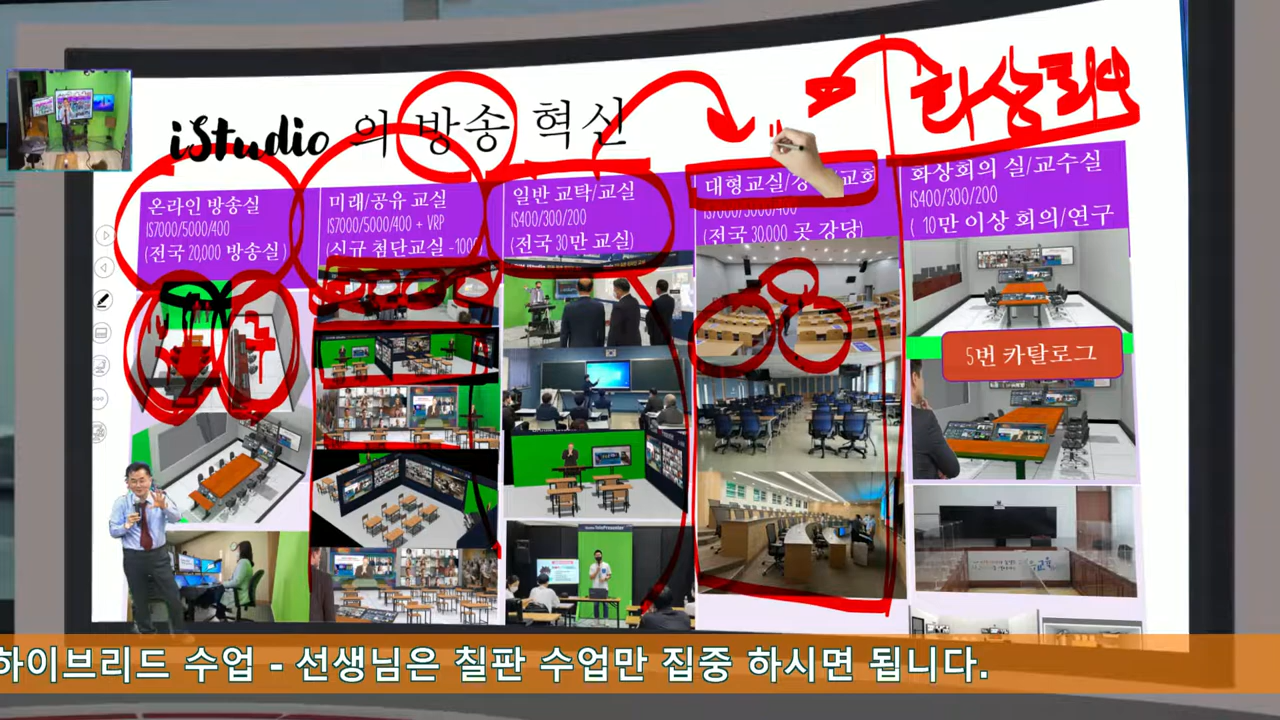 iStudio 의 방송 혁신
화상회의
온라인 방송실
IS7000/5000/400
(전국 20,000 방송실)
미래/공유 교실
IS7000/5000/400 + VRP
(신규 첨단교실
일반 교탁/교실
IS400/300/200
(전국 30만 교실)
IS7000/5000/400
(전국 30,000 곳 강당)
화상회의 실/교수실
IS400/300/200
( 10만 이상 회의/연구
5번 카탈로그
하이브리드 수업 - 선생님은 칠판 수업만 집중 하시면 됩니다.